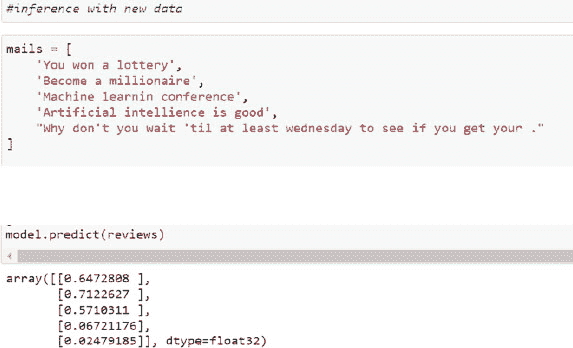 #inference with new data
mails = [
'You won a lottery',
'Become a millionaire',
'Machine learnin conference',
'Artificial intellience is good',
"Why don't you wait 'til at least wednesday to see if you get your ."
]
model.predict(reviews)
array([[0.6472808 ],
[0.7122627 ],
[0.5710311 ],
[0.06721176],
[0.02479185]], dtype=float32)